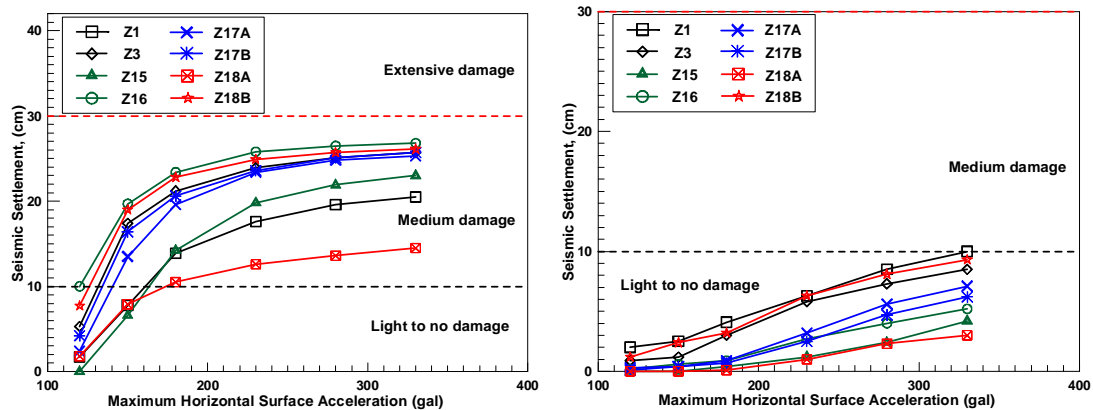 40
30
20
10
0
100
200
300
400
Seismic Settlement, (cm)
Maximum Horizontal Surface Acceleration (gal)
Z1
Z3
Z15
Z16
Z17A
Z17B
Z18A
Z18B
Extensive damage
Medium damage
Light to no damage
30
20
10
0
100
200
300
400
Seismic Settlement, (cm)
Maximum Horizontal Surface Acceleration (gal)
Z1
Z3
Z15
Z16
Z17A
Z17B
Z18A
Z18B
Medium damage
Light to no damage